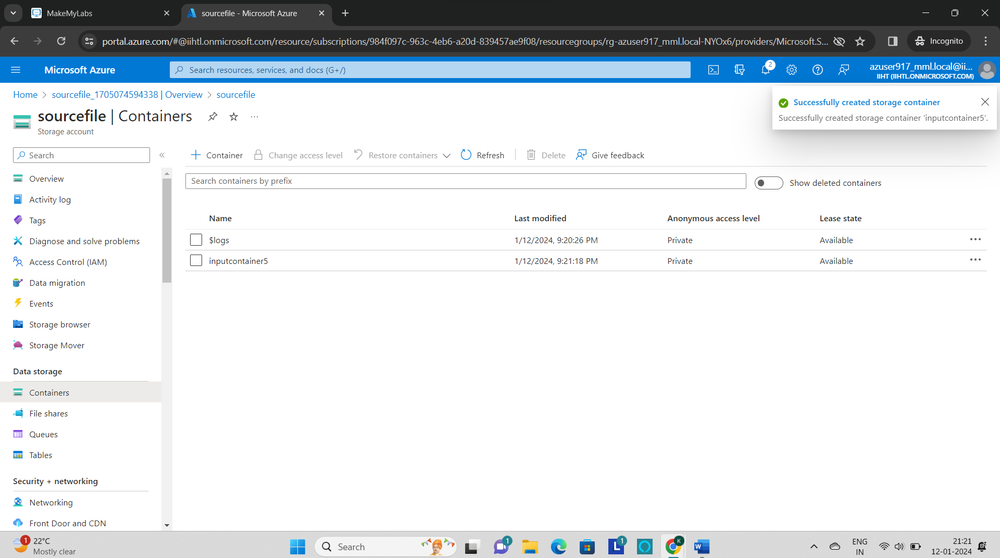 MakeMyLabs
sourcefile - Microsoft Azure
portal.azure.com/#@iihtl.onmicrosoft.com/resource/subscriptions/984f097c-963c-4eb6-a20d-839457ae9f08/resourcegroups/rg-azuser917_mml.local-NYOx6/providers/Microsoft.S...
Incognito
Microsoft Azure
Search resources, services, and docs (G+/)
2
azuser917_mml.local@ii...
IIHT (IIHTL.ONMICROSOFT.COM)
Home > sourcefile_1705074594338 | Overview > sourcefile
Successfully created storage container
Successfully created storage container 'inputcontainer5'.
sourcefile | Containers
Storage account
Search
Container
Change access level
Restore containers
Refresh
Delete
Give feedback
Search containers by prefix
Show deleted containers
Name Last modified Anonymous access level Lease state
$logs 1/12/2024, 9:20:26 PM Private Available
inputcontainer5 1/12/2024, 9:21:18 PM Private Available
Overview
Activity log
Tags
Diagnose and solve problems
Access Control (IAM)
Data migration
Events
Storage browser
Storage Mover
Data storage
Containers
File shares
Queues
Tables
Security + networking
Networking
Front Door and CDN
1
22°C
Mostly clear
Search
1
L
1
K
W
ENG
IN
21:21
12-01-2024